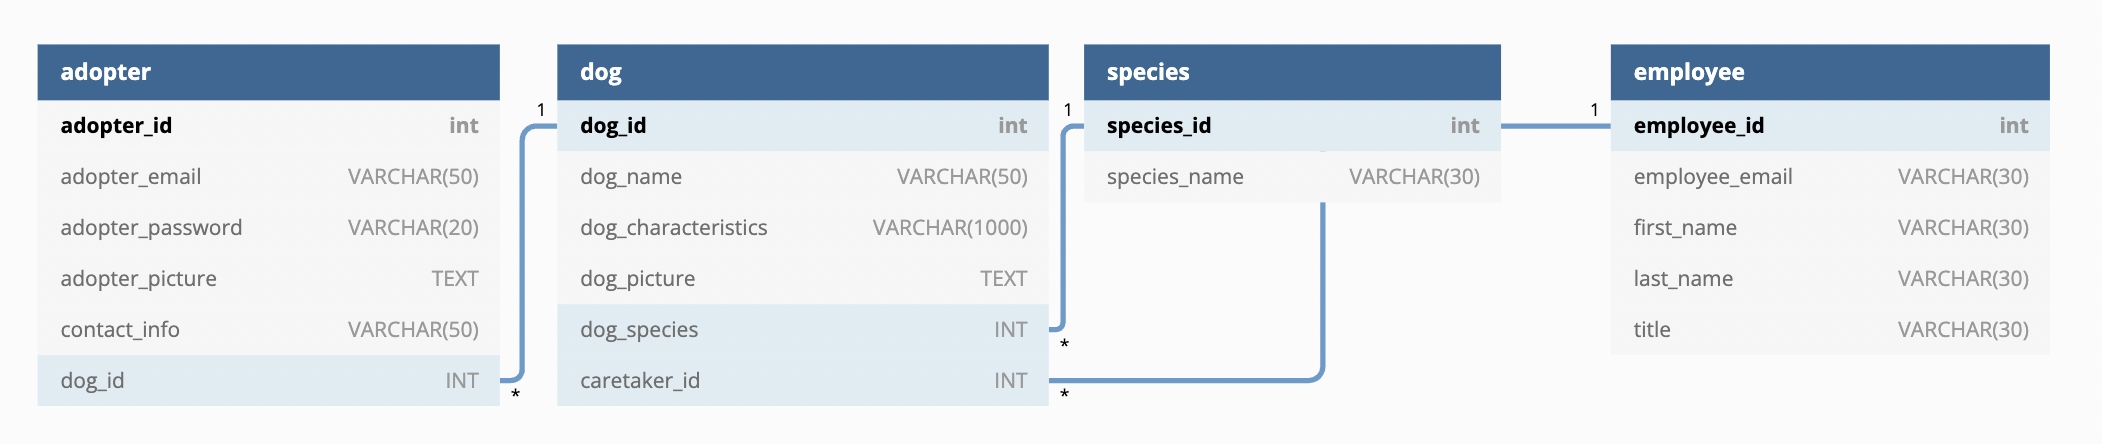 adopter
adopter_id int
adopter_email VARCHAR(50)
adopter_password VARCHAR(20)
adopter_picture TEXT
contact_info VARCHAR(50)
dog_id INT
1
*
dog
dog_id int
dog_name VARCHAR(50)
dog_characteristics VARCHAR(1000)
dog_picture TEXT
dog_species INT
caretaker_id INT
1
*
*
species
species_id int
species_name VARCHAR(30)
1
employee
employee_id int
employee_email VARCHAR(30)
first_name VARCHAR(30)
last_name VARCHAR(30)
title VARCHAR(30)